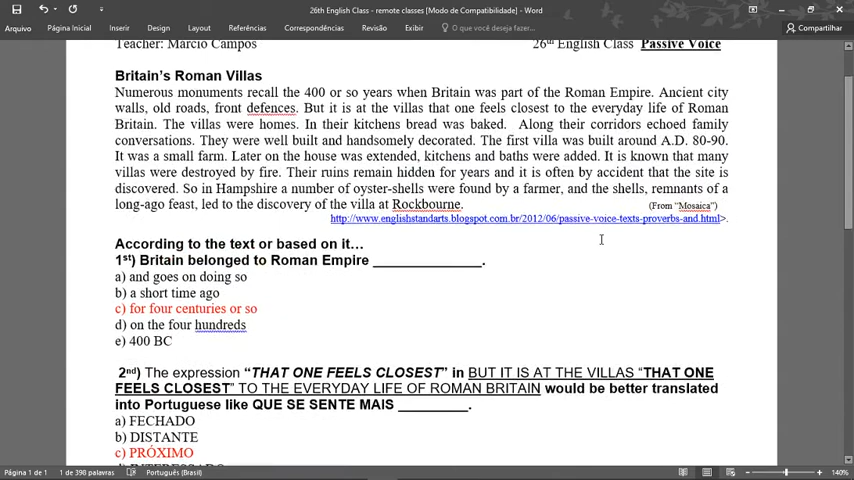 26th English Class - remote classes [Modo de Compatibilidade] - Word
Arquivo Página Inicial Inserir Design Layout Referências Correspondências Revisão Exibir O que você deseja fazer... Compartilhar
Teacher: Márcio Campos 26th English Class Passive Voice
Britain's Roman Villas
Numerous monuments recall the 400 or so years when Britain was part of the Roman Empire. Ancient city
walls, old roads, front defences. But it is at the villas that one feels closest to the everyday life of Roman
Britain. The villas were homes. In their kitchens bread was baked. Along their corridors echoed family
conversations. They were well built and handsomely decorated. The first villa was built around A.D. 80-90.
It was a small farm. Later on the house was extended, kitchens and baths were added. It is known that many
villas were destroyed by fire. Their ruins remain hidden for years and it is often by accident that the site is
discovered. So in Hampshire a number of oyster-shells were found by a farmer, and the shells, remnants of a
long-ago feast, led to the discovery of the villa at Rockbourne. (From "Mosaica")
http://www.englishstandarts.blogspot.com.br/2012/06/passive-voice-texts-proverbs-and.html>.
According to the text or based on it…
1st) Britain belonged to Roman Empire _______________.
a) and goes on doing so
b) a short time ago
c) for four centuries or so
d) on the four hundreds
e) 400 BC
2nd) The expression "THAT ONE FEELS CLOSEST" in BUT IT IS AT THE VILLAS "THAT ONE
FEELS CLOSEST" TO THE EVERYDAY LIFE OF ROMAN BRITAIN would be better translated
into Portuguese like QUE SE SENTE MAIS _________.
a) FECHADO
b) DISTANTE
c) PRÓXIMO
d) INTERESSADO
Página 1 de 1 1 de 398 palavras Português (Brasil) 140%